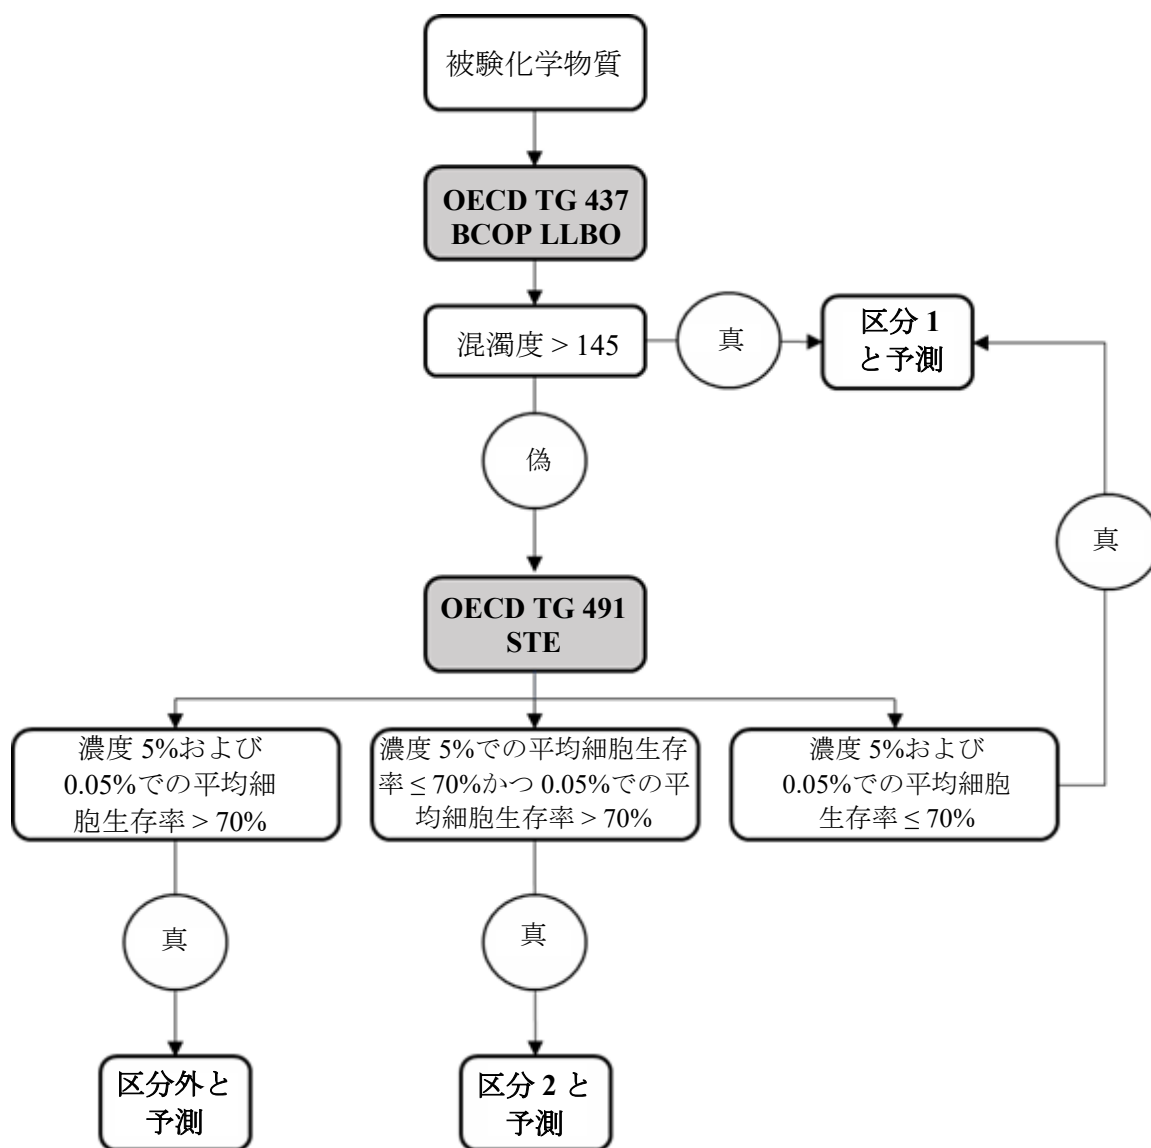 被験化学物質
OECD TG 437
BCOP LLBO
混濁度 > 145
真
区分 1
と予測
偽
真
OECD TG 491
STE
濃度 5%および
0.05%での平均細
胞生存率 > 70%
濃度 5%での平均細胞生存
率 ≤ 70%かつ 0.05%での平
均細胞生存率 > 70%
濃度 5%および
0.05%での平均細胞
生存率 ≤ 70%
真
真
区分外と
予測
区分 2 と
予測